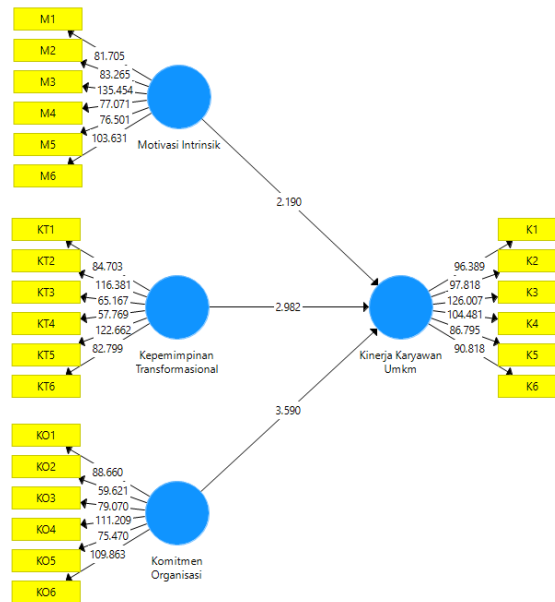 M1
M2
M3
M4
M5
M6
81.705
83.265
135.454
77.071
76.501
103.631
Motivasi Intrinsik
2.190
KT1
KT2
KT3
KT4
KT5
KT6
84.703
116.381
65.167
57.769
122.662
82.799
Kepemimpinan
Transformasional
2.982
KO1
KO2
KO3
KO4
KO5
KO6
88.660
59.621
79.070
111.209
75.470
109.863
Komitmen
Organisasi
3.590
Kinerja Karyawan
Umkm
96.389
97.818
126.007
104.481
86.795
90.818
K1
K2
K3
K4
K5
K6